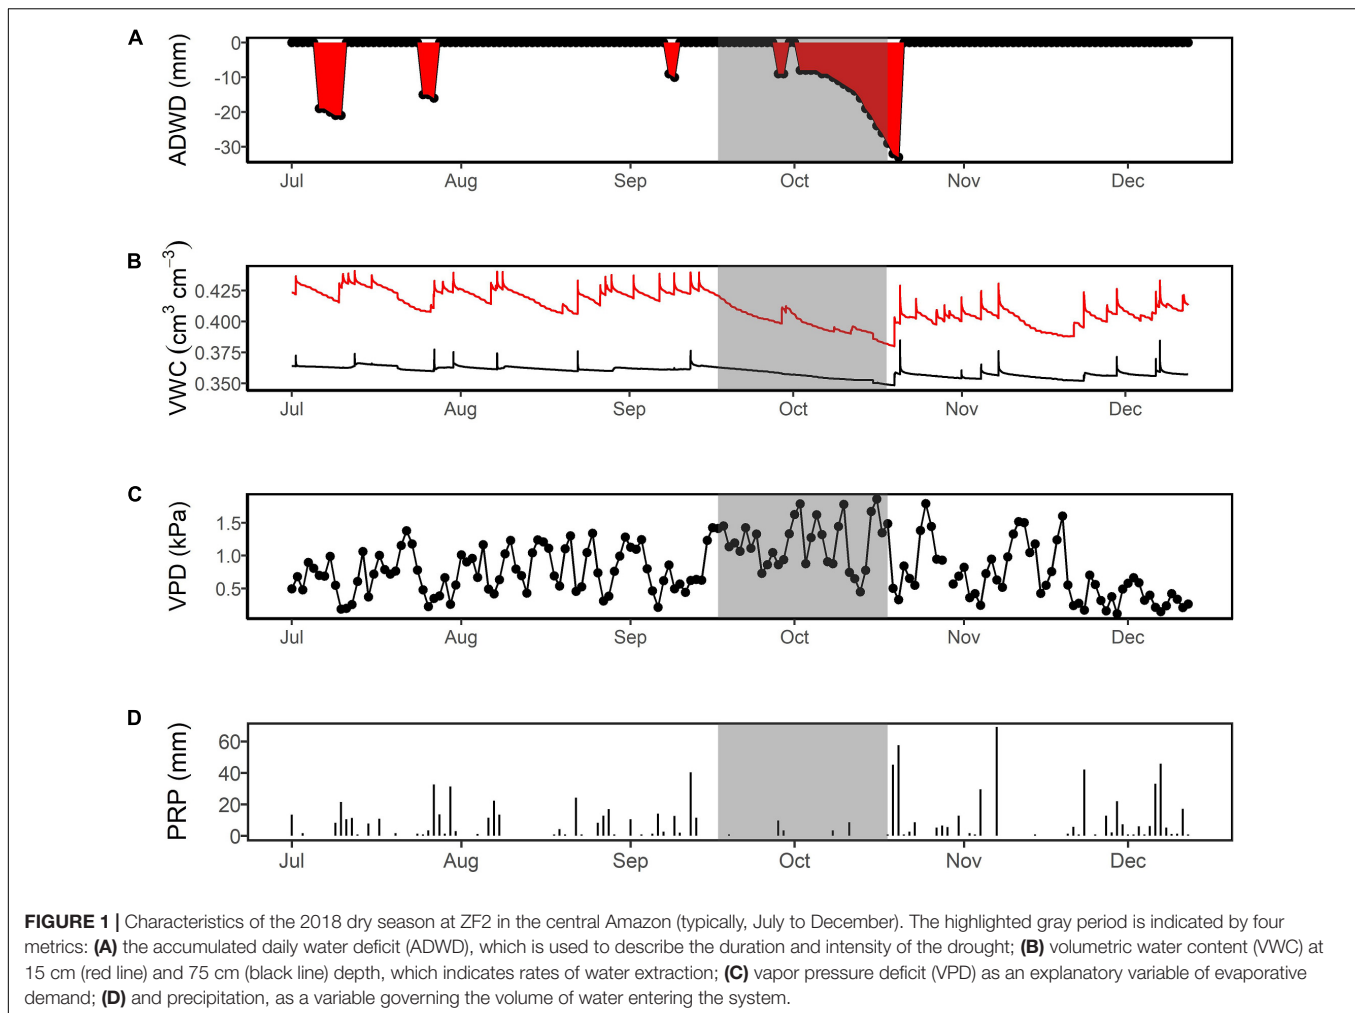 A
ADWD (mm)
0
-10
-20
-30
Jul Aug Sep Oct Nov Dec
B
VWC (cm³ cm⁻³)
0.425
0.400
0.375
0.350
Jul Aug Sep Oct Nov Dec
C
VPD (kPa)
1.5
1.0
0.5
Jul Aug Sep Oct Nov Dec
D
PRP (mm)
60
40
20
0
Jul Aug Sep Oct Nov Dec
FIGURE 1 | Characteristics of the 2018 dry season at ZF2 in the central Amazon (typically, July to December). The highlighted gray period is indicated by four
metrics: (A) the accumulated daily water deficit (ADWD), which is used to describe the duration and intensity of the drought; (B) volumetric water content (VWC) at
15 cm (red line) and 75 cm (black line) depth, which indicates rates of water extraction; (C) vapor pressure deficit (VPD) as an explanatory variable of evaporative
demand; (D) and precipitation, as a variable governing the volume of water entering the system.